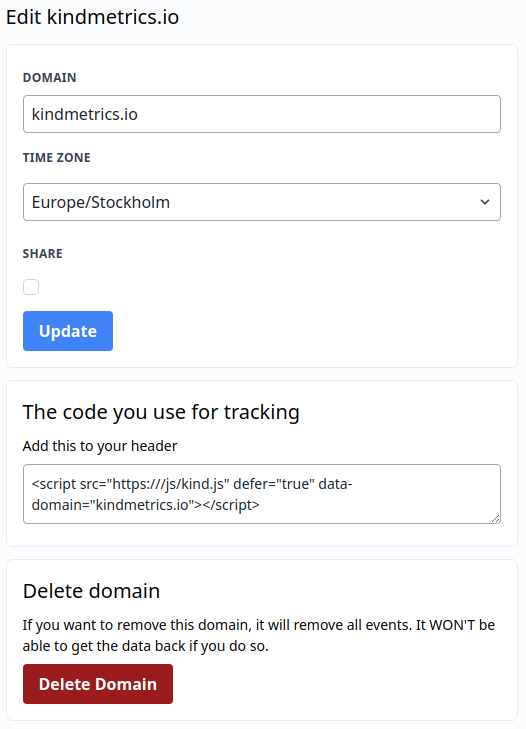 Edit kindmetrics.io
DOMAIN
kindmetrics.io
TIME ZONE
Europe/Stockholm
SHARE
Update
The code you use for tracking
Add this to your header
<script src="https:///js/kind.js" defer="true" data-
domain="kindmetrics.io"></script>
Delete domain
If you want to remove this domain, it will remove all events. It WON'T be
able to get the data back if you do so.
Delete Domain